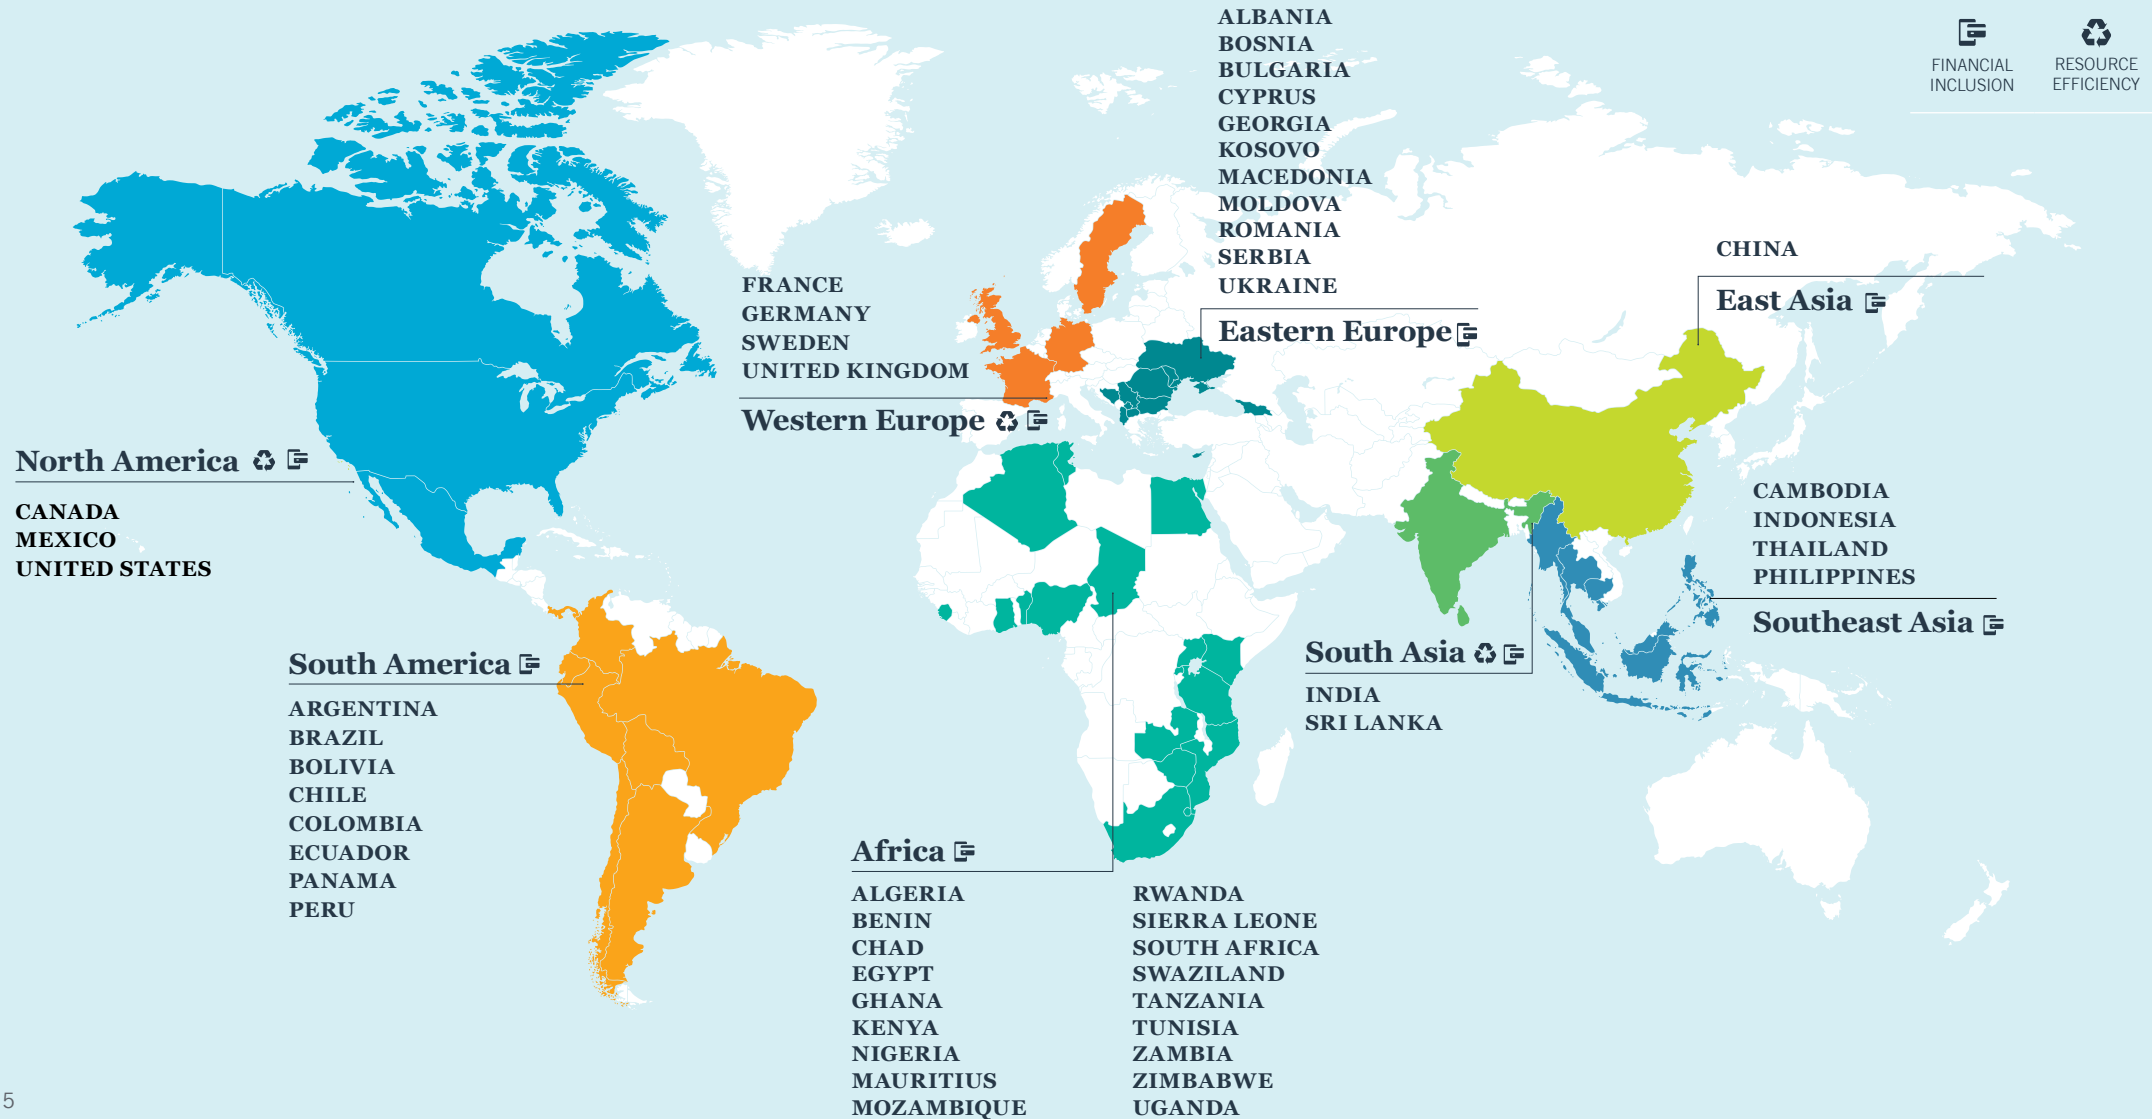 FINANCIAL
INCLUSION
RESOURCE
EFFICIENCY
North America
CANADA
MEXICO
UNITED STATES
South America
ARGENTINA
BRAZIL
BOLIVIA
CHILE
COLOMBIA
ECUADOR
PANAMA
PERU
FRANCE
GERMANY
SWEDEN
UNITED KINGDOM
Western Europe
ALBANIA
BOSNIA
BULGARIA
CYPRUS
GEORGIA
KOSOVO
MACEDONIA
MOLDOVA
ROMANIA
SERBIA
UKRAINE
Eastern Europe
Africa
ALGERIA
BENIN
CHAD
EGYPT
GHANA
KENYA
NIGERIA
MAURITIUS
MOZAMBIQUE
RWANDA
SIERRA LEONE
SOUTH AFRICA
SWAZILAND
TANZANIA
TUNISIA
ZAMBIA
ZIMBABWE
UGANDA
South Asia
INDIA
SRI LANKA
CHINA
East Asia
CAMBODIA
INDONESIA
THAILAND
PHILIPPINES
Southeast Asia
5